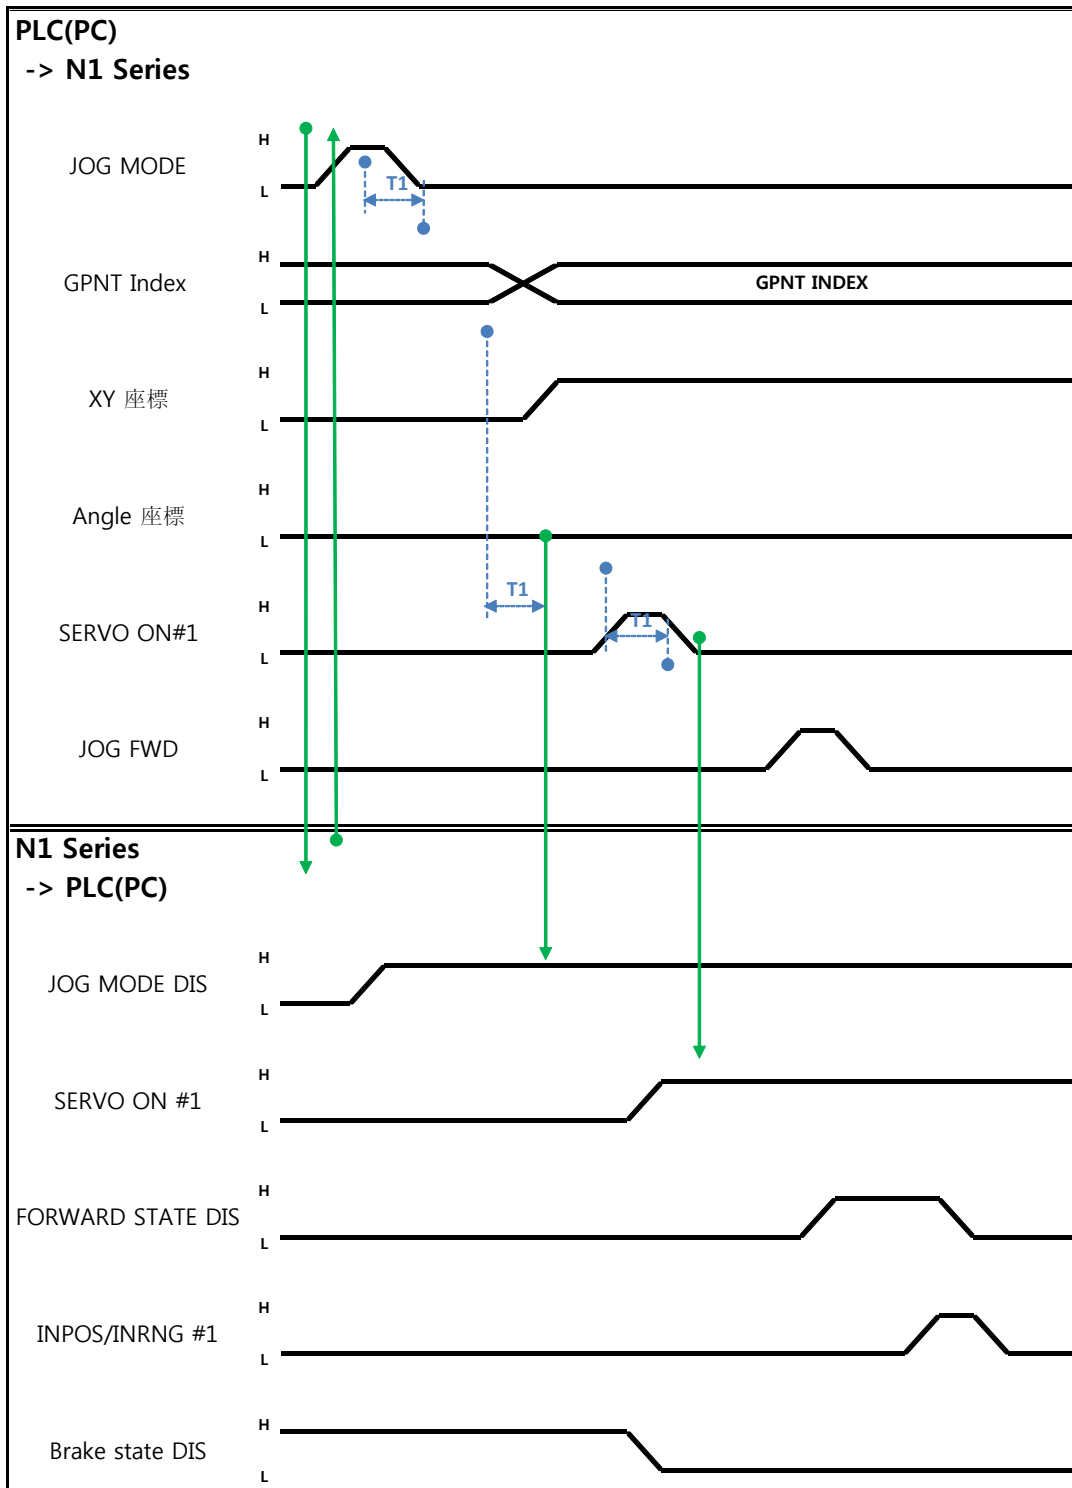 PLC(PC)
-> N1 Series
H
JOG MODE
L
T1
H
GPNT Index
GPNT INDEX
L
H
XY 座標
L
H
Angle 座標
L
T1
H
SERVO ON#1
T1
L
H
JOG FWD
L
N1 Series
-> PLC(PC)
H
JOG MODE DIS
L
H
SERVO ON #1
L
H
FORWARD STATE DIS
L
H
INPOS/INRNG #1
L
H
Brake state DIS
L